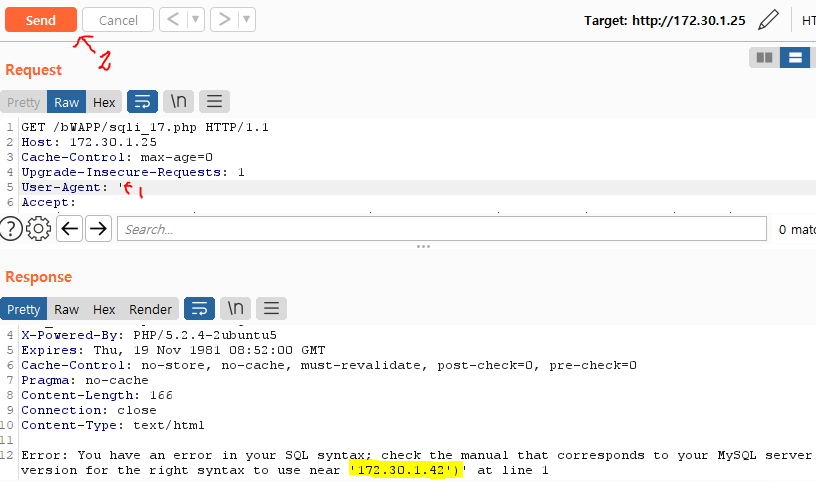 Send
Cancel
< ▾
> ▾
Target: http://172.30.1.25
HT
2
Request
Pretty Raw Hex \n
1 GET /bWAPP/sqli_17.php HTTP/1.1
2 Host: 172.30.1.25
3 Cache-Control: max-age=0
4 Upgrade-Insecure-Requests: 1
5 User-Agent: '
1
6 Accept:
? ← → Search...
0 matc
Response
Pretty Raw Hex Render \n
4 X-Powered-By: PHP/5.2.4-2ubuntu5
5 Expires: Thu, 19 Nov 1981 08:52:00 GMT
6 Cache-Control: no-store, no-cache, must-revalidate, post-check=0, pre-check=0
7 Pragma: no-cache
8 Content-Length: 166
9 Connection: close
10 Content-Type: text/html
11
12 Error: You have an error in your SQL syntax; check the manual that corresponds to your MySQL server
version for the right syntax to use near '172.30.1.42')' at line 1